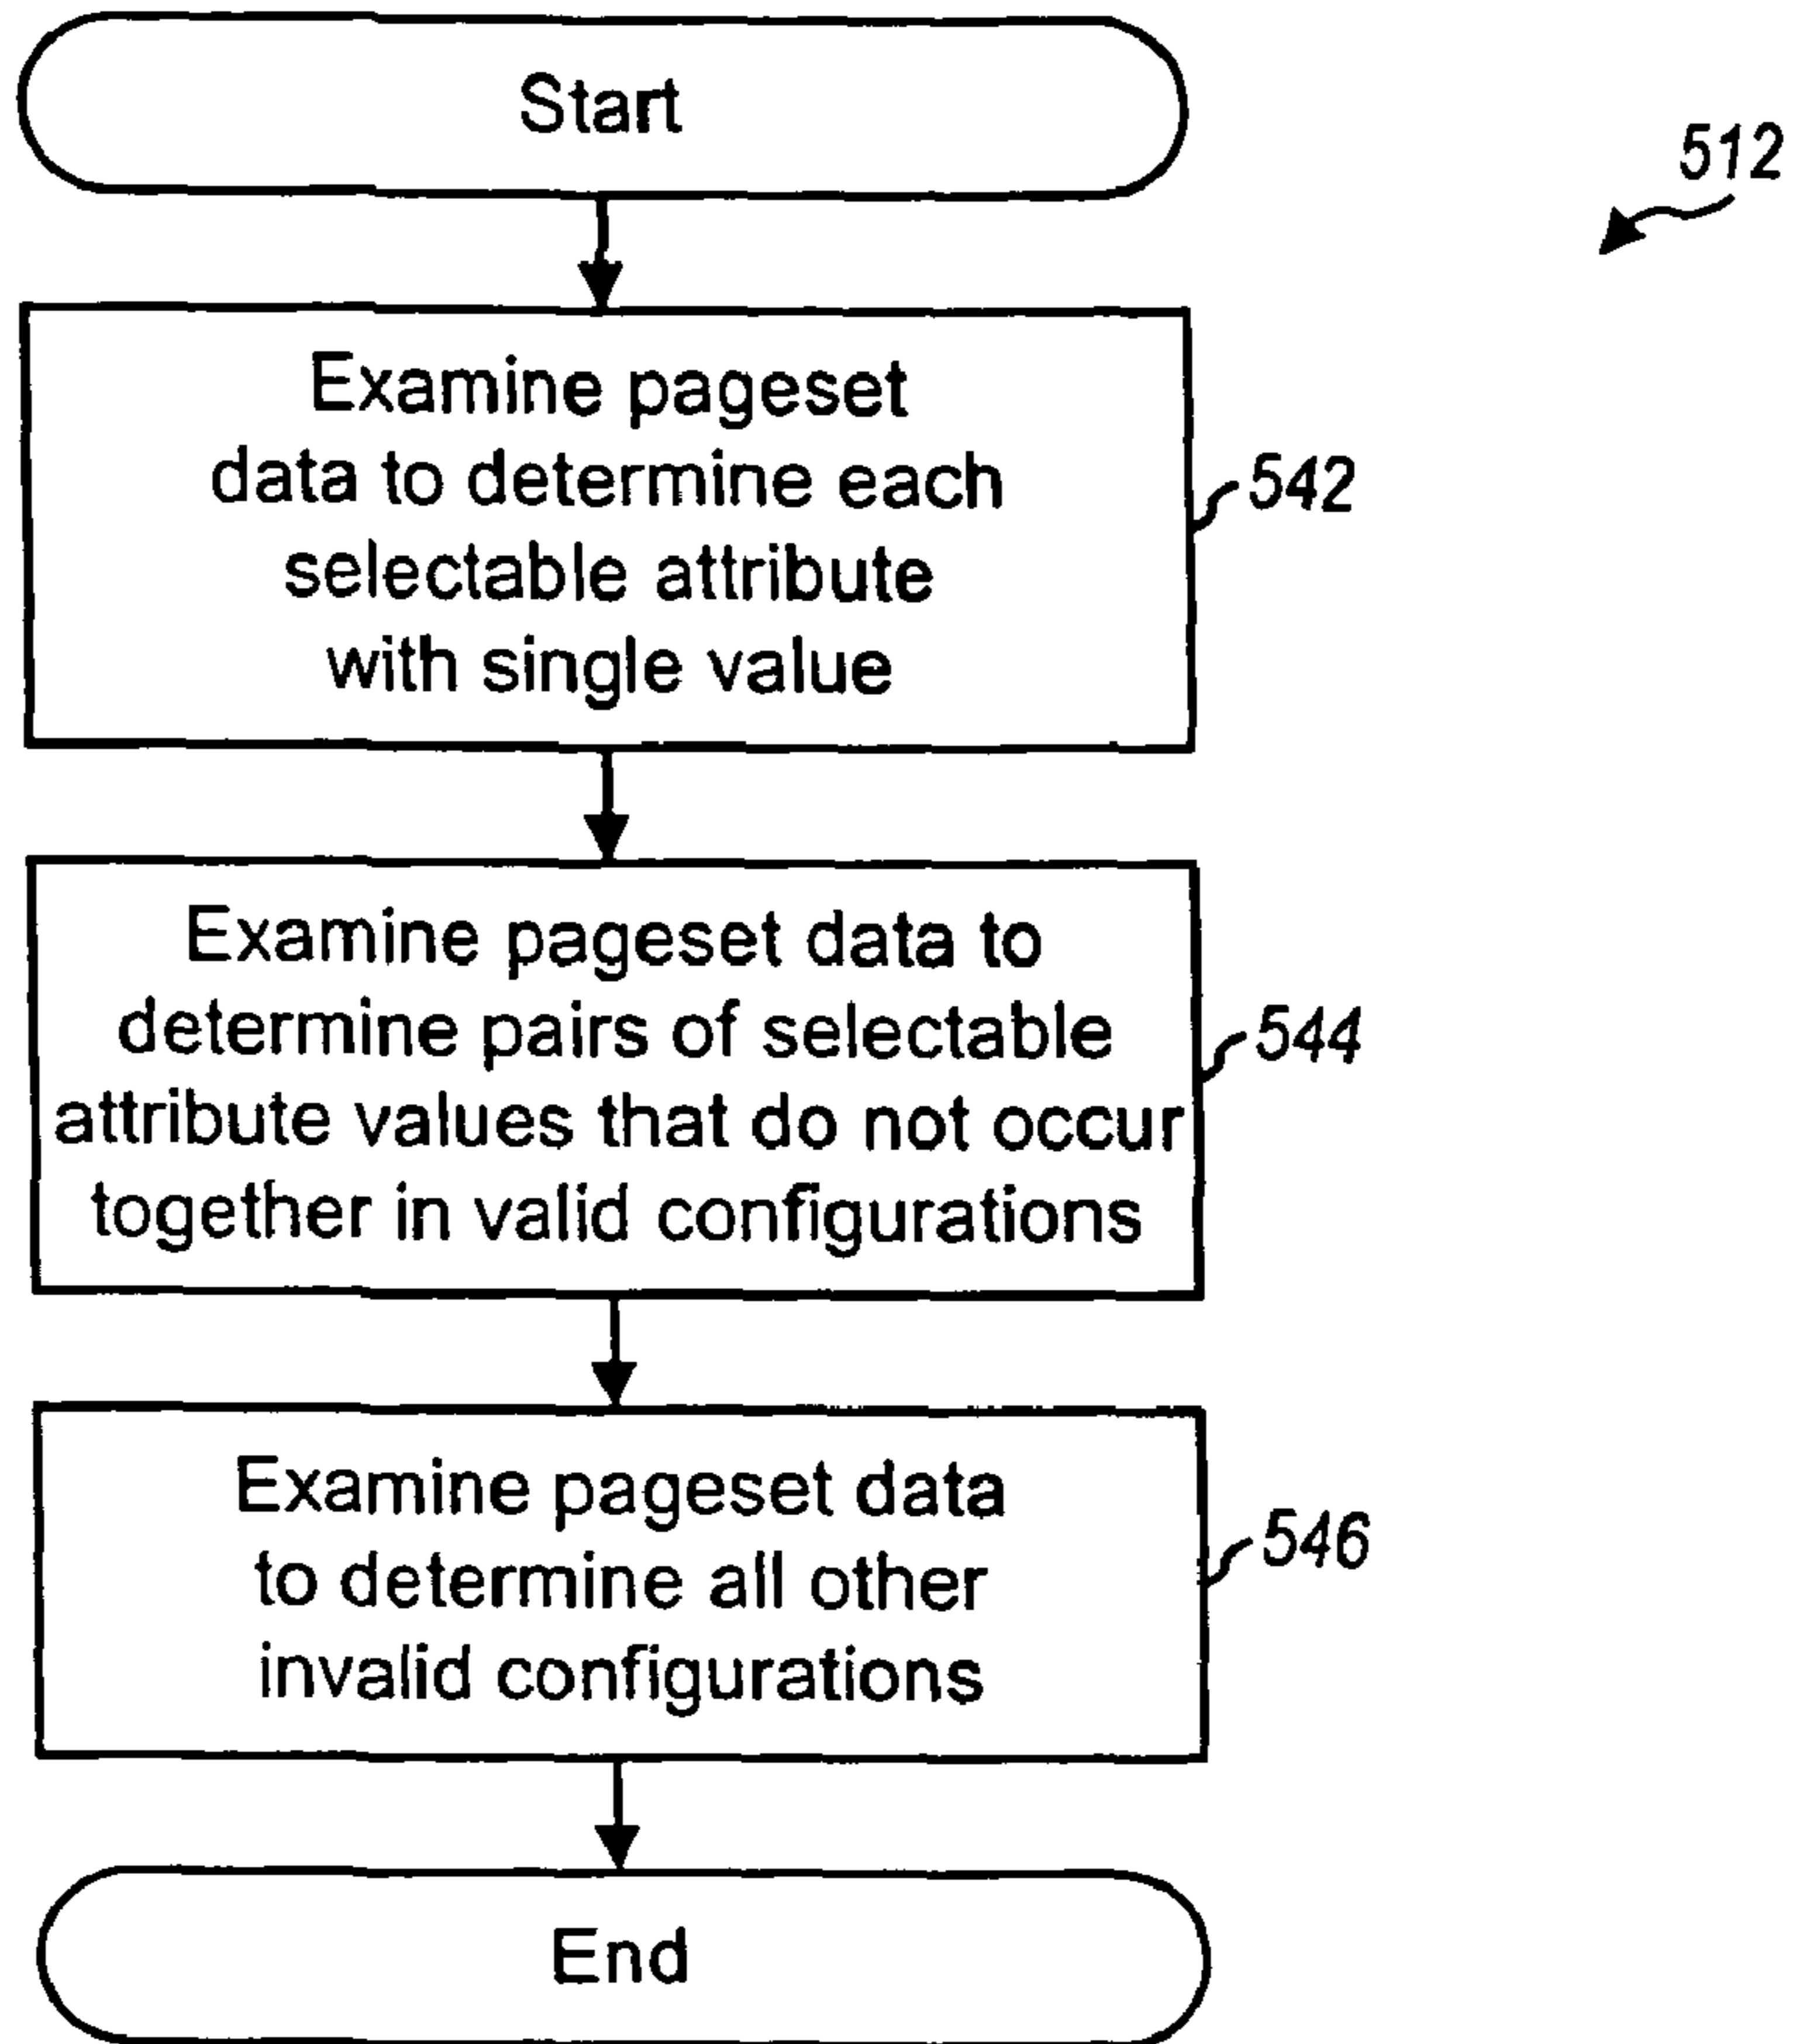 Start
512
Examine pageset
data to determine each
selectable attribute
with single value
542
Examine pageset data to
determine pairs of selectable
attribute values that do not occur
together in valid configurations
544
Examine pageset data
to determine all other
invalid configurations
546
End